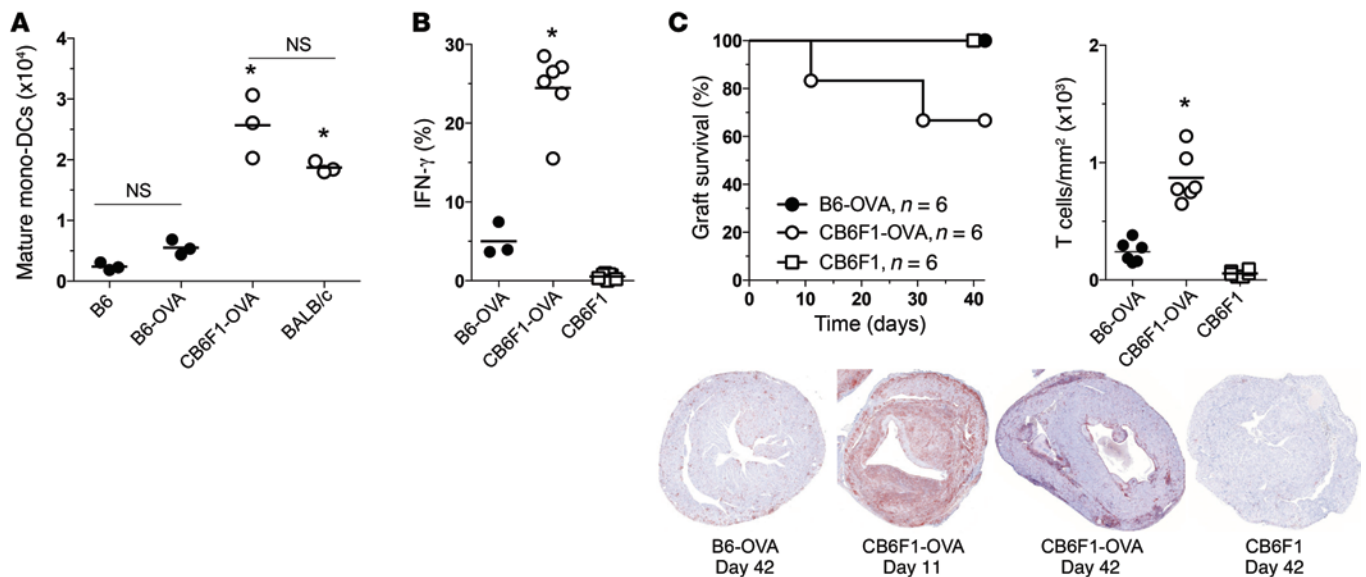 A
Mature mono-DCs (x10⁴)
4
3
2
1
0
NS
*
NS
*
B6
B6-OVA
CB6F1-OVA
BALB/c
B
IFN-γ (%)
30
20
10
0
*
B6-OVA
CB6F1-OVA
CB6F1
C
Graft survival (%)
100
80
60
40
20
0
B6-OVA, n = 6
CB6F1-OVA, n = 6
CB6F1, n = 6
0
10
20
30
40
Time (days)
T cells/mm² (x10³)
2
1
0
*
B6-OVA
CB6F1-OVA
CB6F1
B6-OVA
Day 42
CB6F1-OVA
Day 11
CB6F1-OVA
Day 42
CB6F1
Day 42